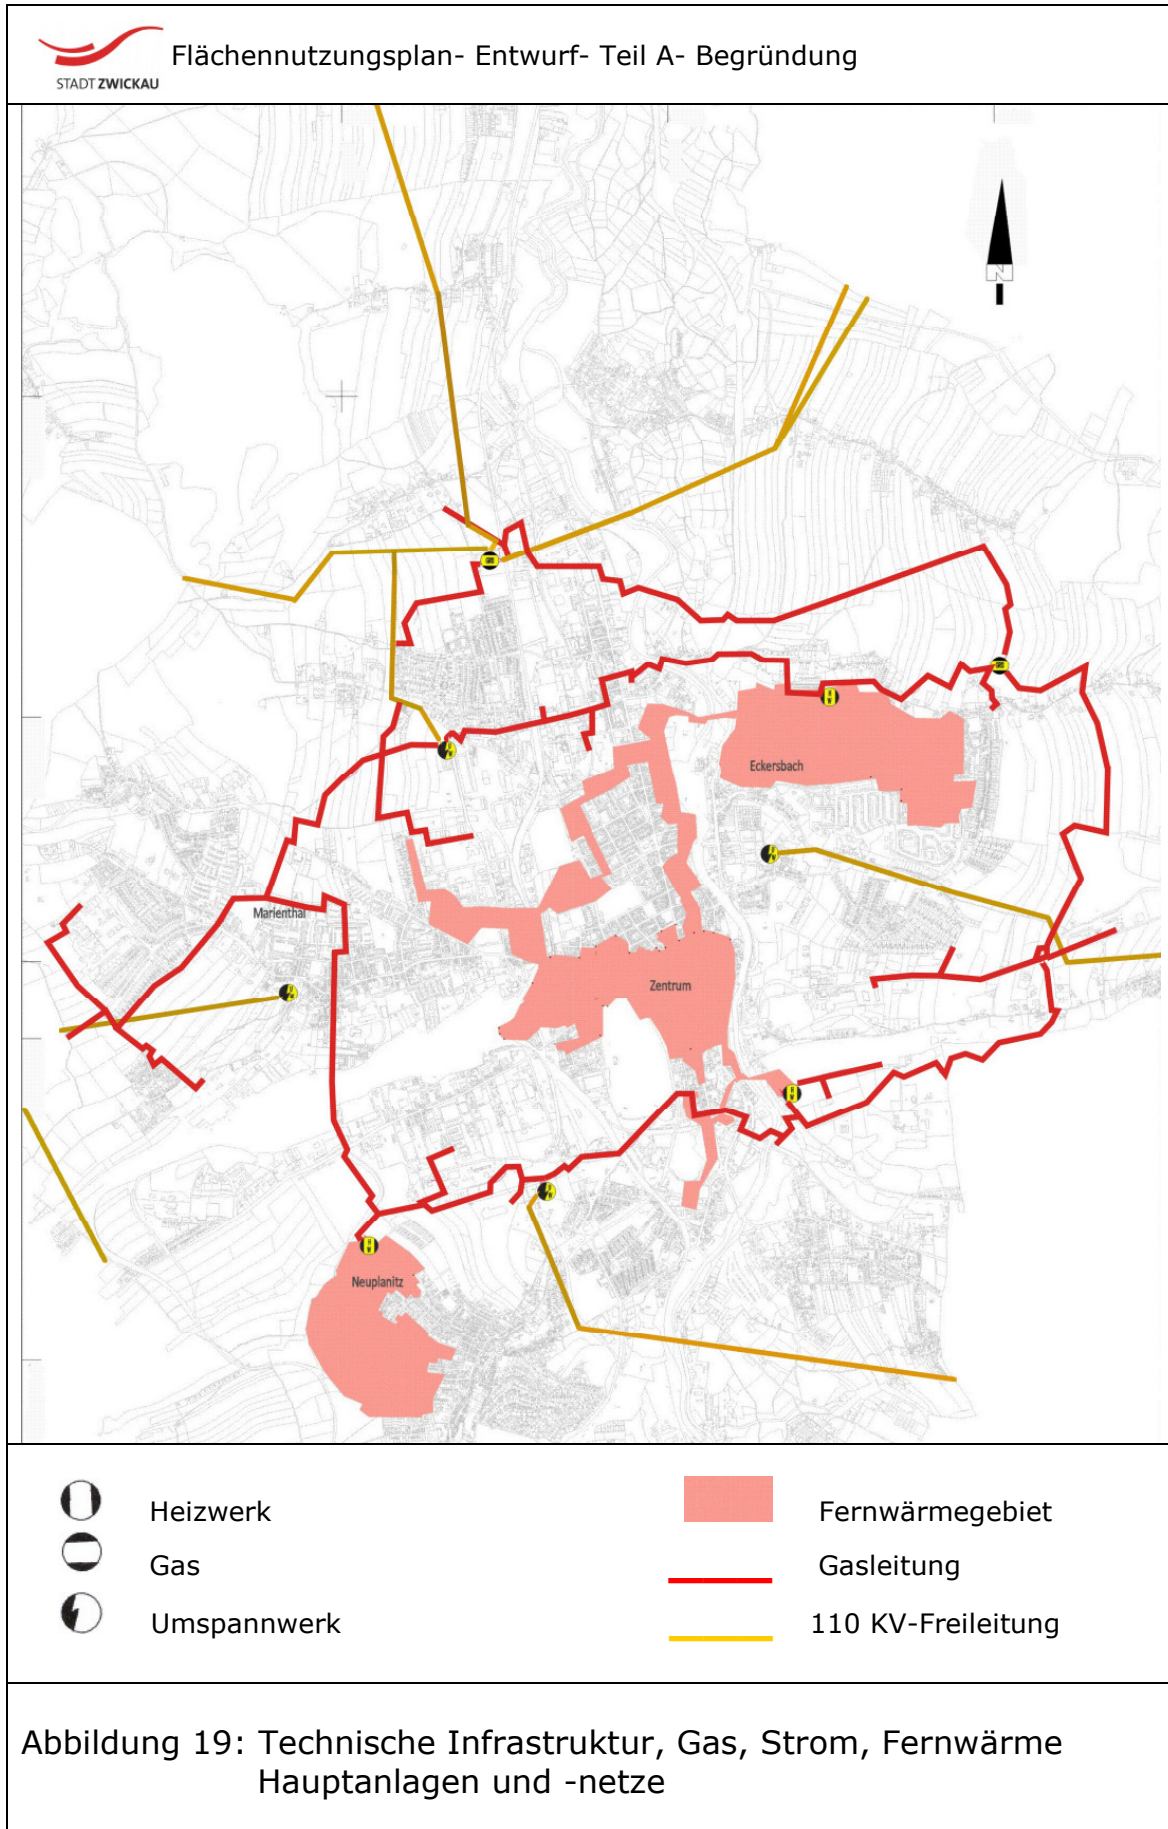 STADT ZWICKAU
Flächennutzungsplan- Entwurf- Teil A- Begründung
N
Eckersbach
Marienthal
Zentrum
Neuplanitz
Heizwerk
Fernwärmegebiet
Gas
Gasleitung
Umspannwerk
110 KV-Freileitung
Abbildung 19: Technische Infrastruktur, Gas, Strom, Fernwärme
Hauptanlagen und -netze